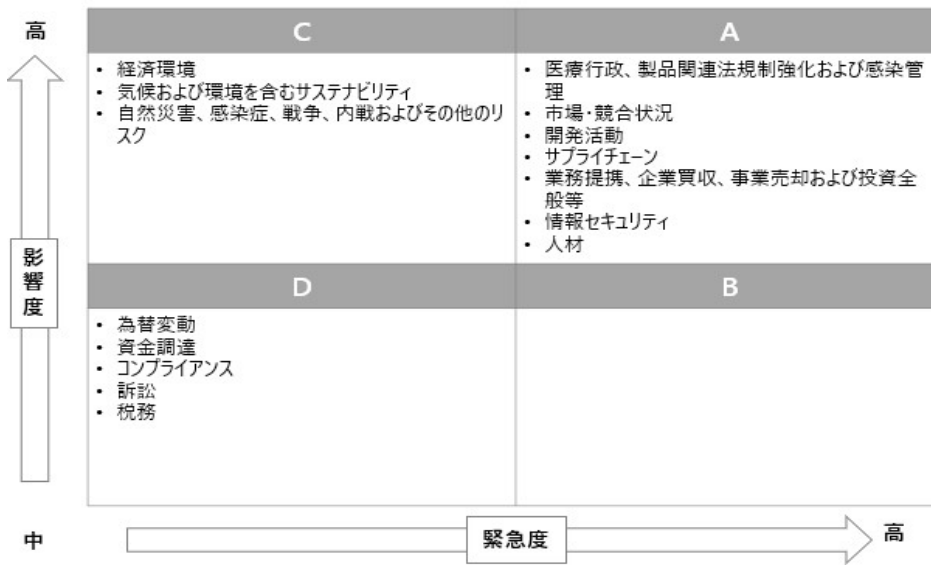 高
C
A
• 経済環境
• 気候および環境を含むサステナビリティ
• 自然災害、感染症、戦争、内戦およびその他のリ
スク
• 医療行政、製品関連法規制強化および感染管
理
• 市場・競合状況
• 開発活動
• サプライチェーン
• 業務提携、企業買収、事業売却および投資全
般等
• 情報セキュリティ
• 人材
影
響
度
D
B
• 為替変動
• 資金調達
• コンプライアンス
• 訴訟
• 税務
中
緊急度
高